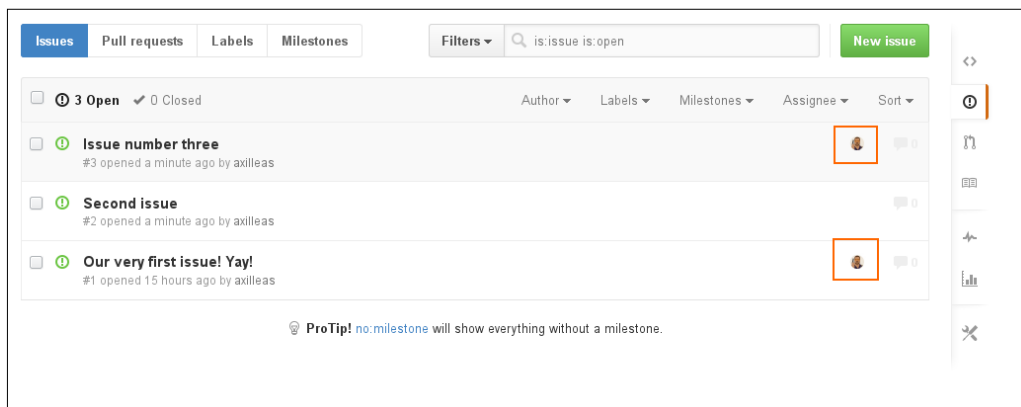 Issues Pull requests Labels Milestones Filters is:issue is:open New issue
3 Open 0 Closed Author Labels Milestones Assignee Sort
Issue number three 0
#3 opened a minute ago by axilleas
Second issue 0
#2 opened a minute ago by axilleas
Our very first issue! Yay! 0
#1 opened 15 hours ago by axilleas
ProTip! no:milestone will show everything without a milestone.